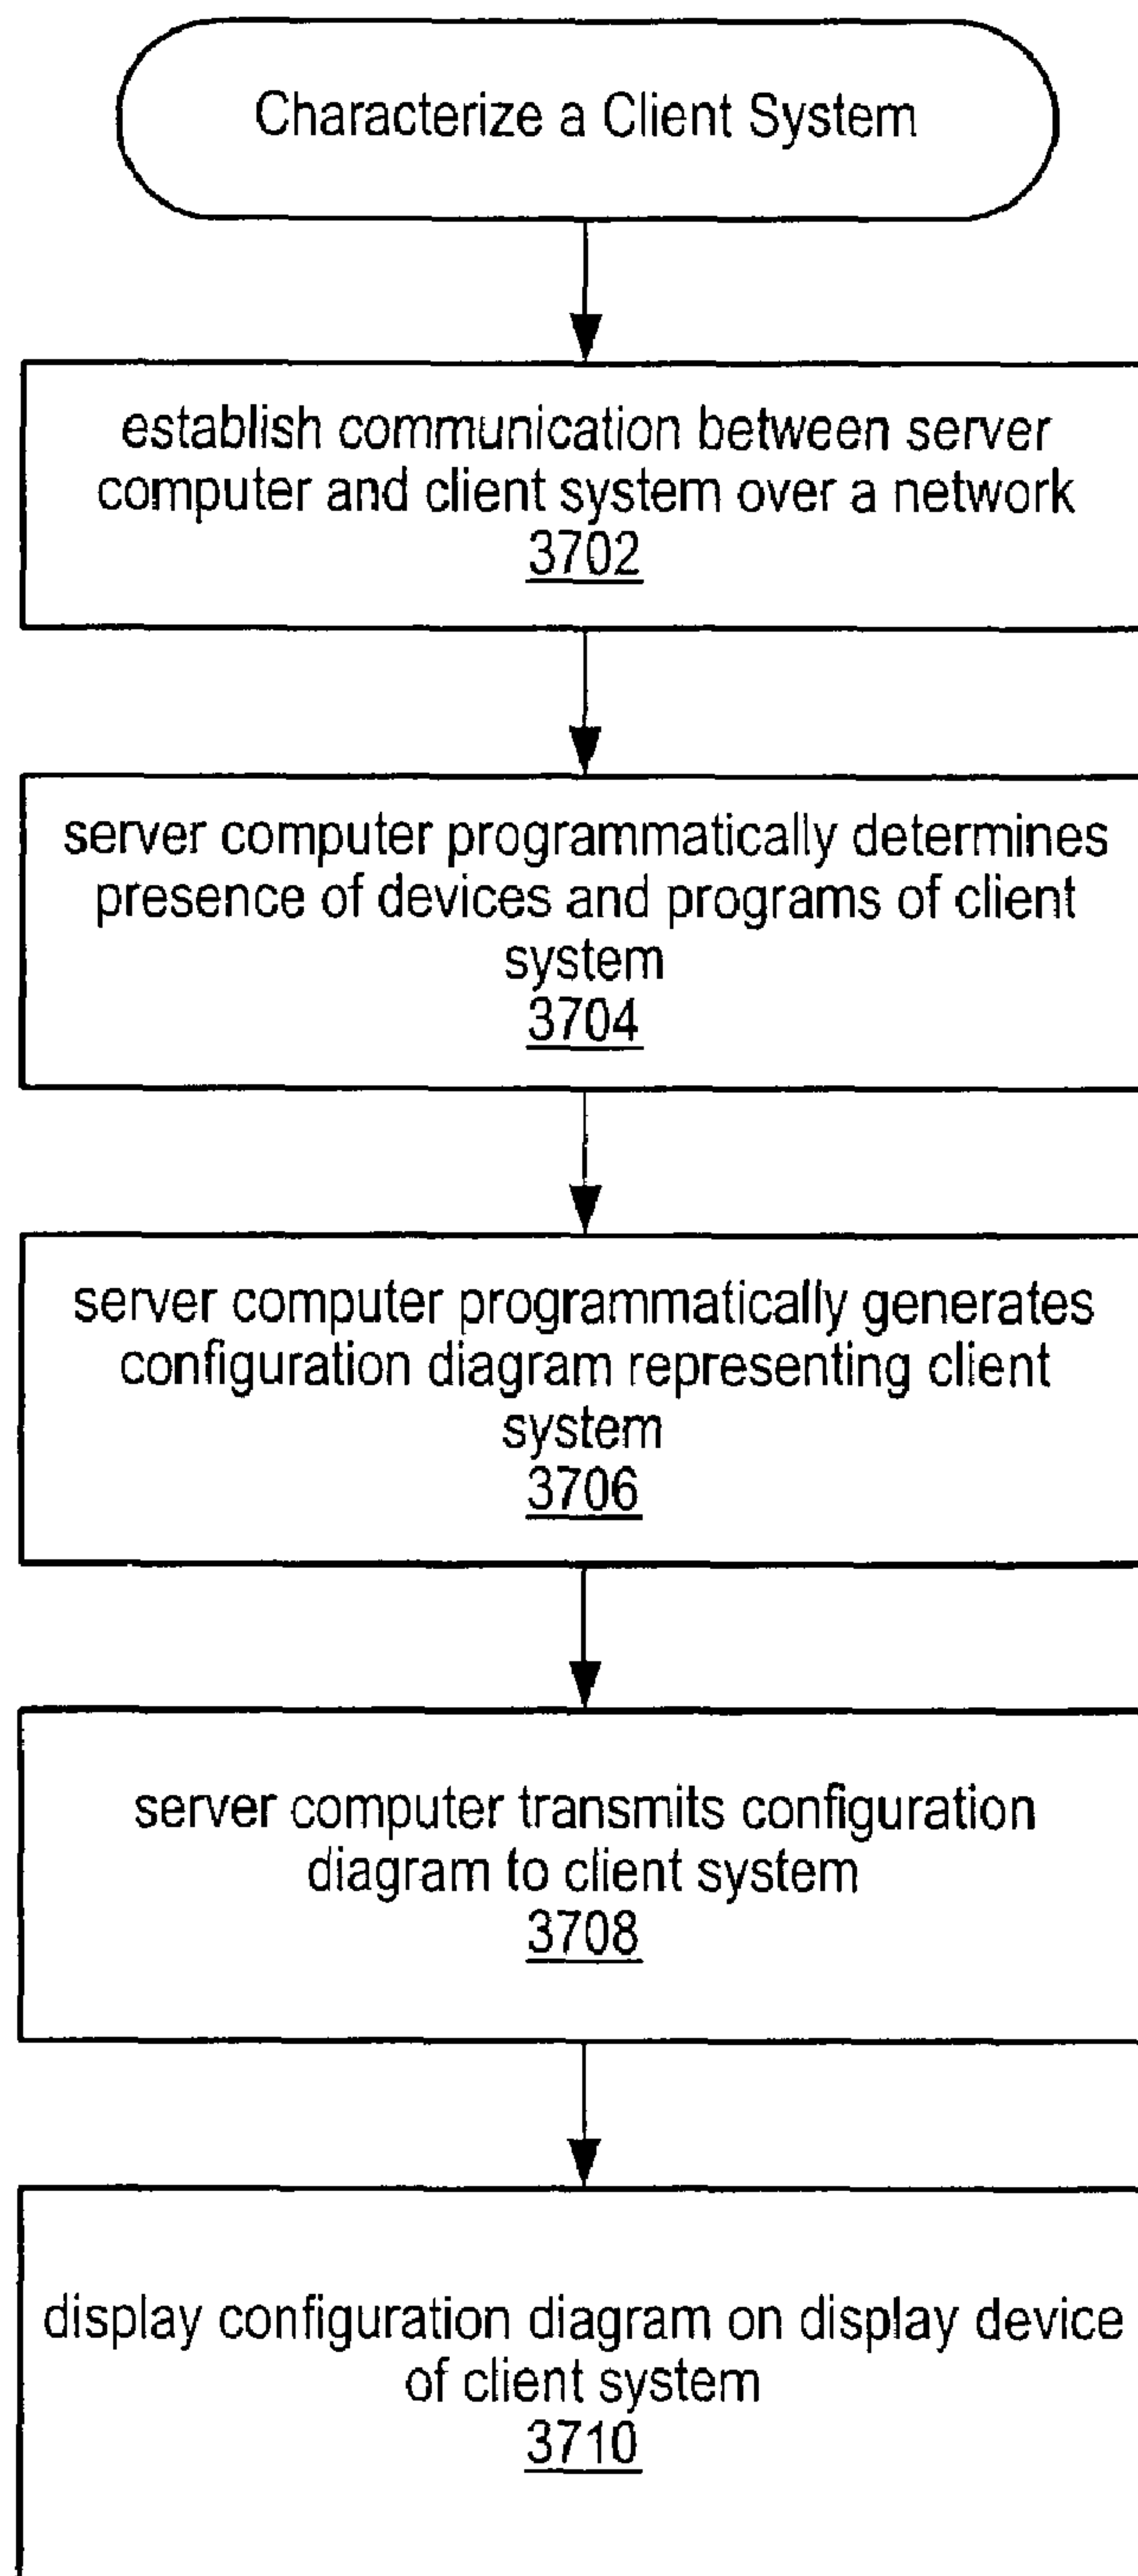 Characterize a Client System
establish communication between server
computer and client system over a network
3702
server computer programmatically determines
presence of devices and programs of client
system
3704
server computer programmatically generates
configuration diagram representing client
system
3706
server computer transmits configuration
diagram to client system
3708
display configuration diagram on display device
of client system
3710